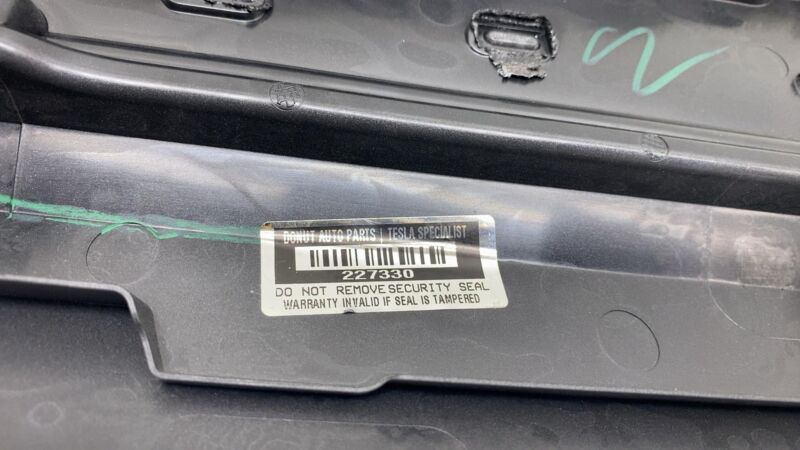 DONUT AUTO PARTS | TESLA SPECIALIST
227330
DO NOT REMOVE SECURITY SEAL
WARRANTY INVALID IF SEAL IS TAMPERED